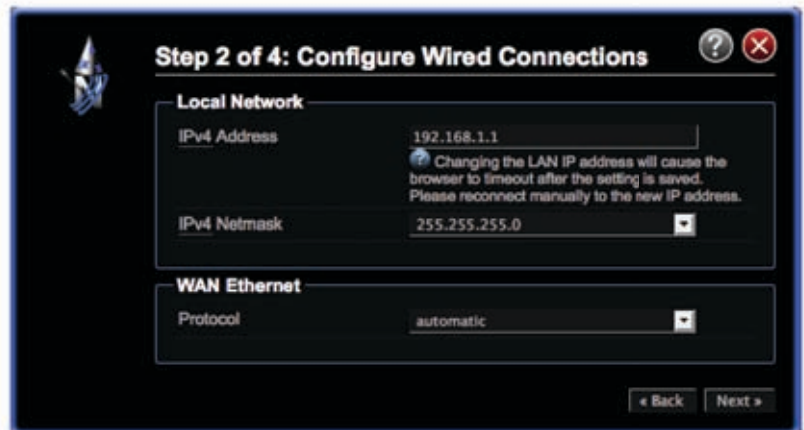 Step 2 of 4: Configure Wired Connections
Local Network
IPv4 Address
192.168.1.1
Changing the LAN IP address will cause the
browser to timeout after the setting is saved.
Please reconnect manually to the new IP address.
IPv4 Netmask
255.255.255.0
WAN Ethernet
Protocol
automatic
« Back
Next »